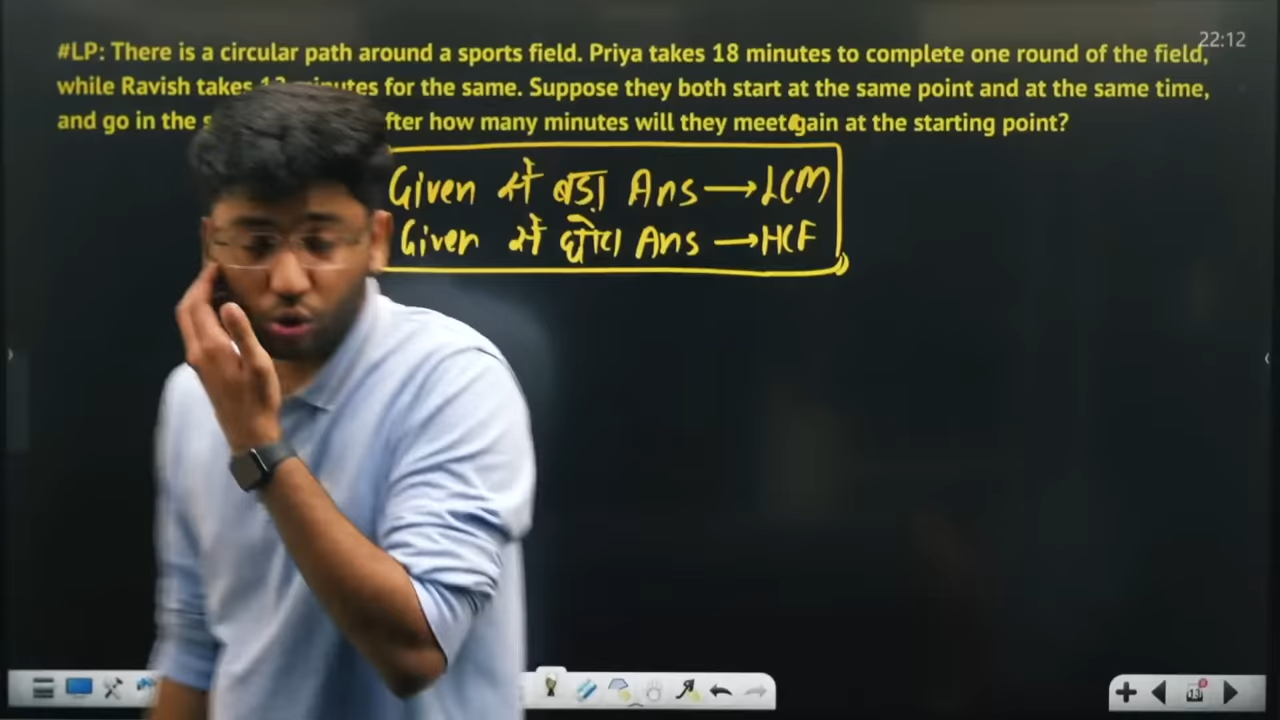 22:12
#LP: There is a circular path around a sports field. Priya takes 18 minutes to complete one round of the field,
while Ravish takes 12 minutes for the same. Suppose they both start at the same point and at the same time,
and go in the s fter how many minutes will they meet again at the starting point?
Given से बड़ा Ans → LCM
Given से छोटा Ans → HCF
13